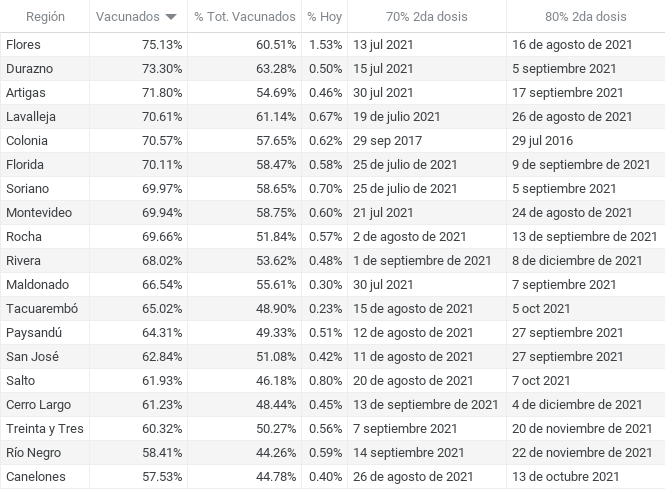 Región Vacunados % Tot. Vacunados % Hoy 70% 2da dosis 80% 2da dosis
Flores 75.13% 60.51% 1.53% 13 jul 2021 16 de agosto de 2021
Durazno 73.30% 63.28% 0.50% 15 jul 2021 5 septiembre 2021
Artigas 71.80% 54.69% 0.46% 30 jul 2021 17 septiembre 2021
Lavalleja 70.61% 61.14% 0.67% 19 de julio 2021 26 de agosto de 2021
Colonia 70.57% 57.65% 0.62% 29 sep 2017 29 jul 2016
Florida 70.11% 58.47% 0.58% 25 de julio de 2021 9 de septiembre de 2021
Soriano 69.97% 58.65% 0.70% 25 de julio de 2021 5 septiembre 2021
Montevideo 69.94% 58.75% 0.60% 21 jul 2021 24 de agosto de 2021
Rocha 69.66% 51.84% 0.57% 2 de agosto de 2021 13 de septiembre de 2021
Rivera 68.02% 53.62% 0.48% 1 de septiembre de 2021 8 de diciembre de 2021
Maldonado 66.54% 55.61% 0.30% 30 jul 2021 7 septiembre 2021
Tacuarembó 65.02% 48.90% 0.23% 15 de agosto de 2021 5 oct 2021
Paysandú 64.31% 49.33% 0.51% 12 de agosto de 2021 27 septiembre 2021
San José 62.84% 51.08% 0.42% 11 de agosto de 2021 27 septiembre 2021
Salto 61.93% 46.18% 0.80% 20 de agosto de 2021 7 oct 2021
Cerro Largo 61.23% 48.44% 0.45% 13 de septiembre de 2021 4 de diciembre de 2021
Treinta y Tres 60.32% 50.27% 0.56% 7 septiembre 2021 20 de noviembre de 2021
Río Negro 58.41% 44.26% 0.59% 14 septiembre 2021 22 de noviembre de 2021
Canelones 57.53% 44.78% 0.40% 26 de agosto de 2021 13 de octubre de 2021